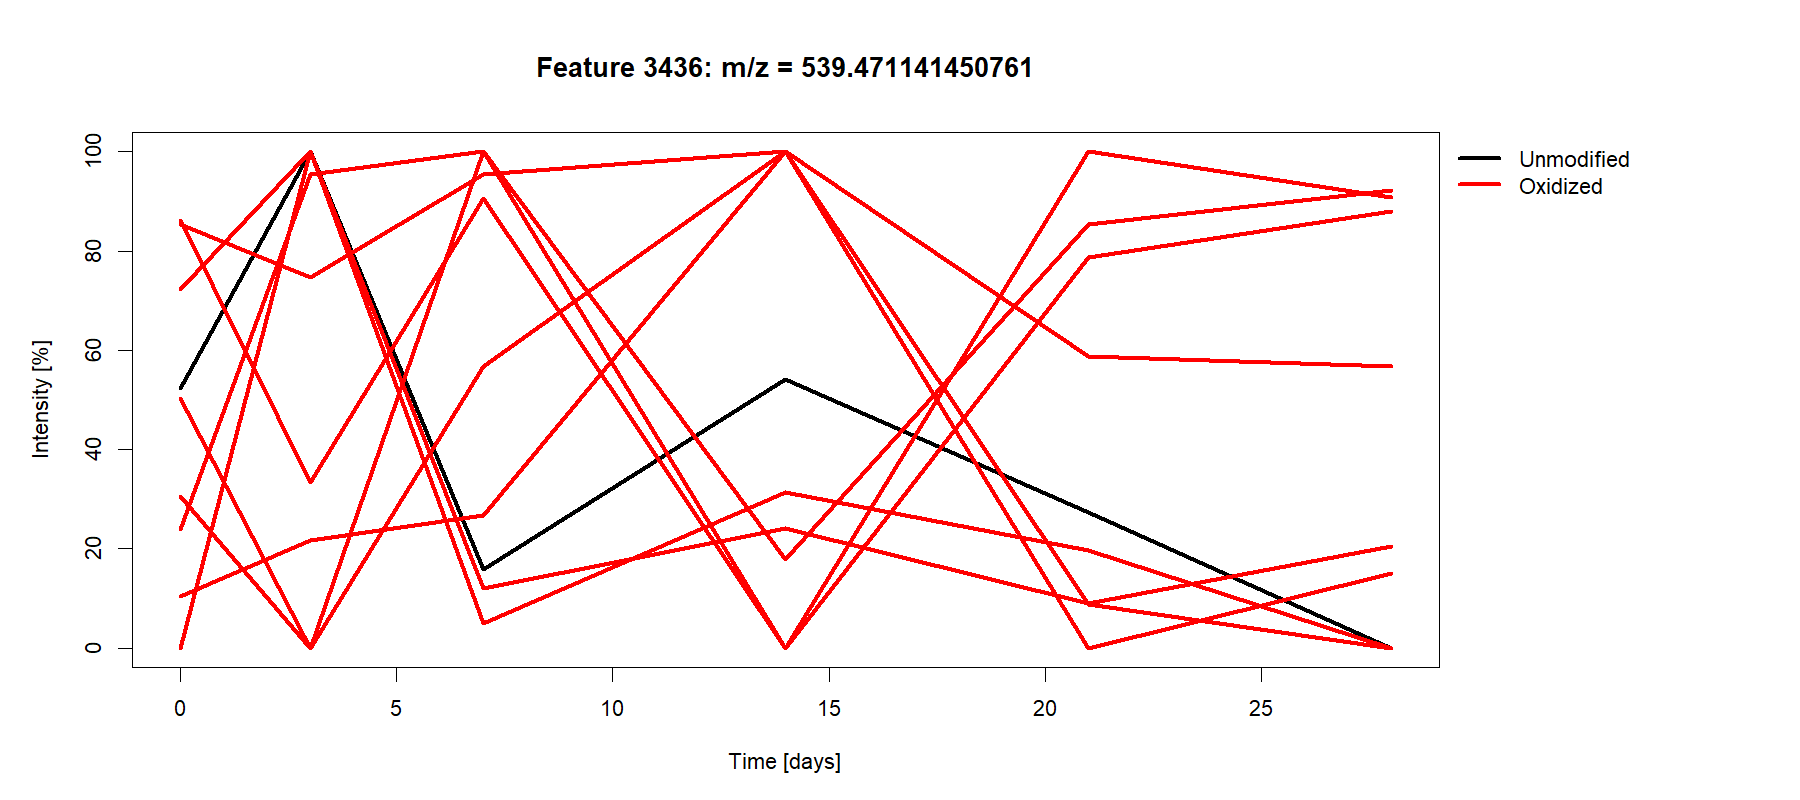 Feature 3436: m/z = 539.471141450761
Unmodified
Oxidized
Intensity [%]
100
80
60
40
20
0
0 5 10 15 20 25
Time [days]